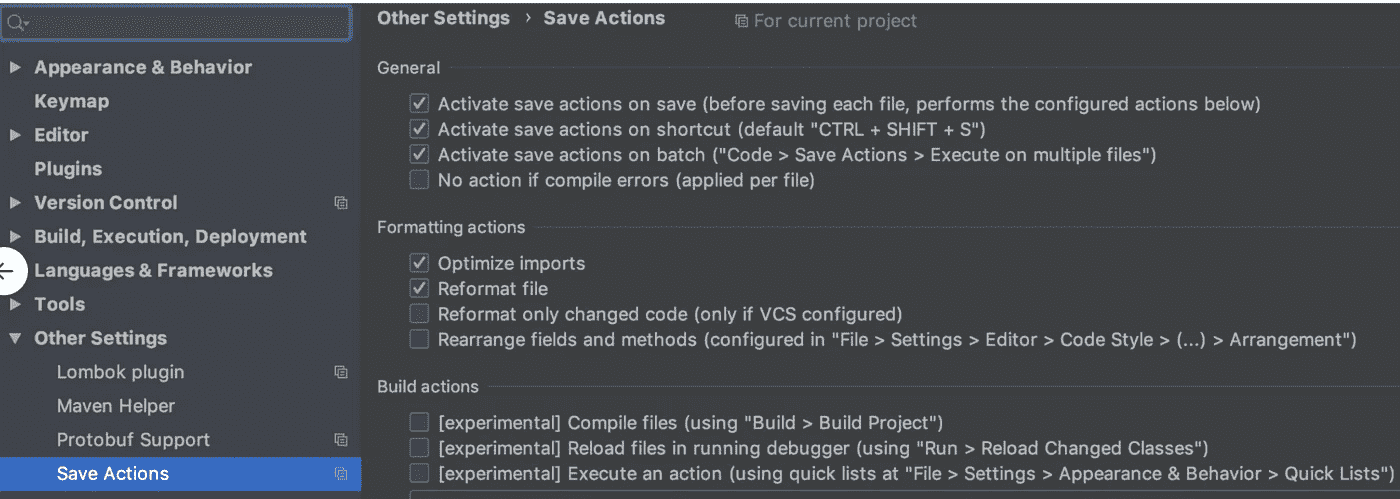 Other Settings › Save Actions For current project
Appearance & Behavior
Keymap
Editor
Plugins
Version Control
Build, Execution, Deployment
Languages & Frameworks
Tools
Other Settings
Lombok plugin
Maven Helper
Protobuf Support
Save Actions
General
Activate save actions on save (before saving each file, performs the configured actions below)
Activate save actions on shortcut (default "CTRL + SHIFT + S")
Activate save actions on batch ("Code > Save Actions > Execute on multiple files")
No action if compile errors (applied per file)
Formatting actions
Optimize imports
Reformat file
Reformat only changed code (only if VCS configured)
Rearrange fields and methods (configured in "File > Settings > Editor > Code Style > (...) > Arrangement")
Build actions
[experimental] Compile files (using "Build > Build Project")
[experimental] Reload files in running debugger (using "Run > Reload Changed Classes")
[experimental] Execute an action (using quick lists at "File > Settings > Appearance & Behavior > Quick Lists")